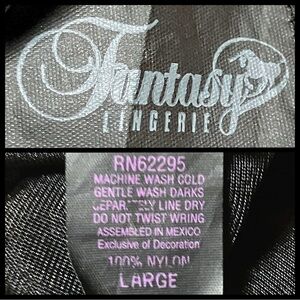 Fantasy
LINGERIE
RN62295
MACHINE WASH COLD
GENTLE WASH DARKS
SEPARATELY LINE DRY
DO NOT TWIST WRING
ASSEMBLED IN MEXICO
Exclusive of Decoration
100% NYLON
LARGE